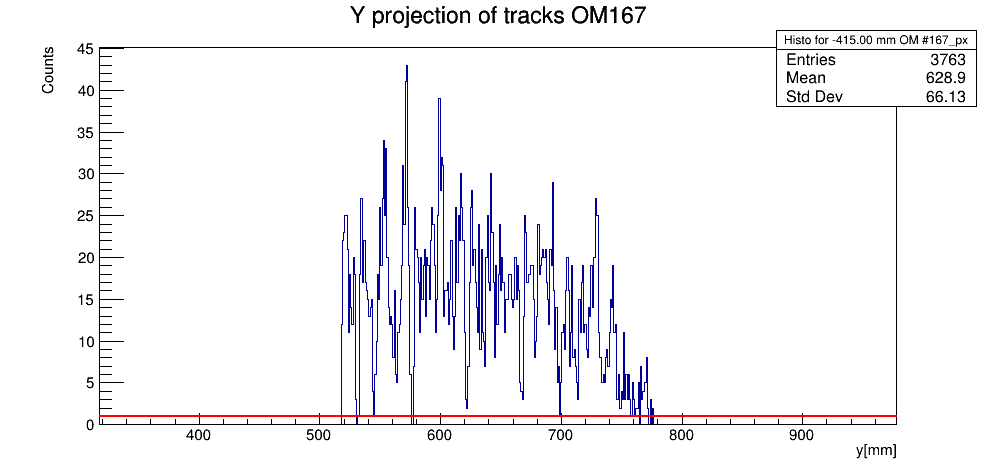 Y projection of tracks OM167
Histo for -415.00 mm OM #167_px
Entries 3763
Mean 628.9
Std Dev 66.13
Counts
45
40
35
30
25
20
15
10
5
0
400 500 600 700 800 900
y[mm]